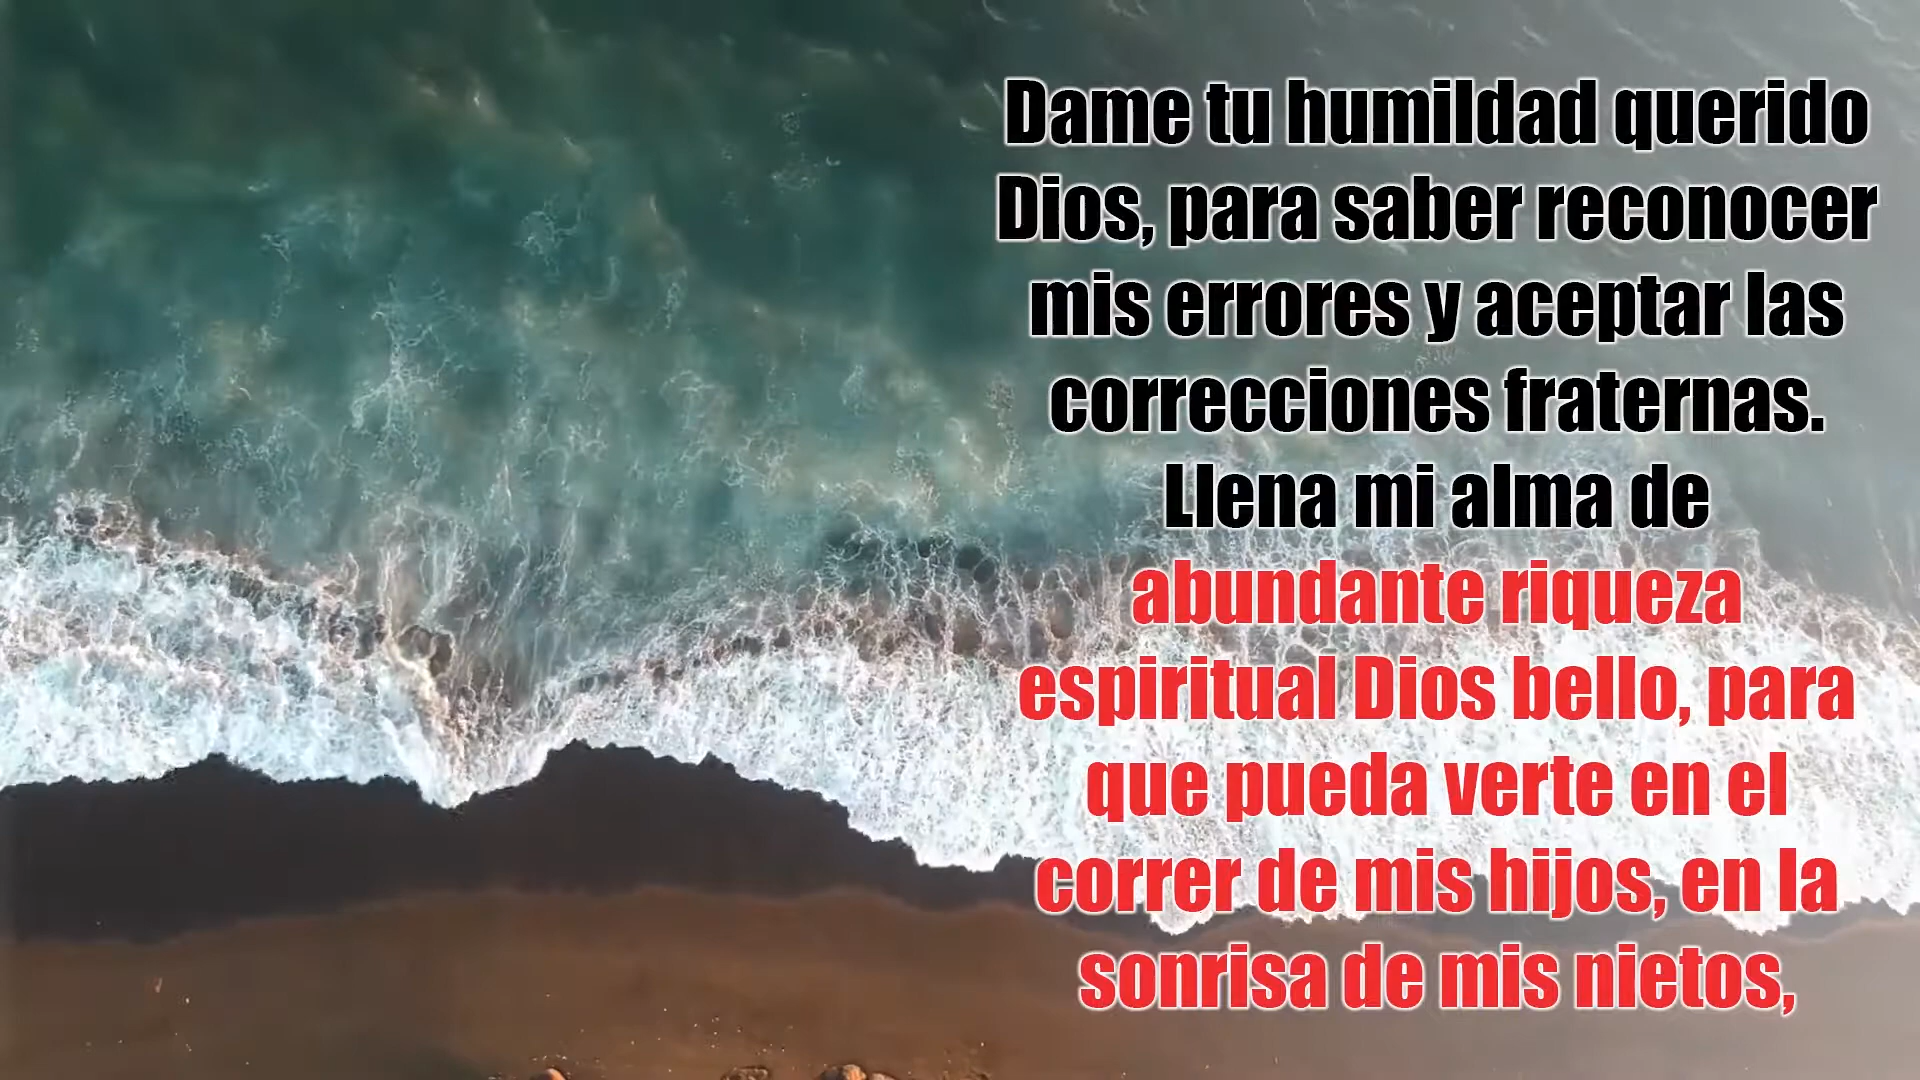 Dame tu humildad querido
Dios, para saber reconocer
mis errores y aceptar las
correcciones fraternas.
Llena mi alma de
abundante riqueza
espiritual Dios bello, para
que pueda verte en el
correr de mis hijos, en la
sonrisa de mis nietos,